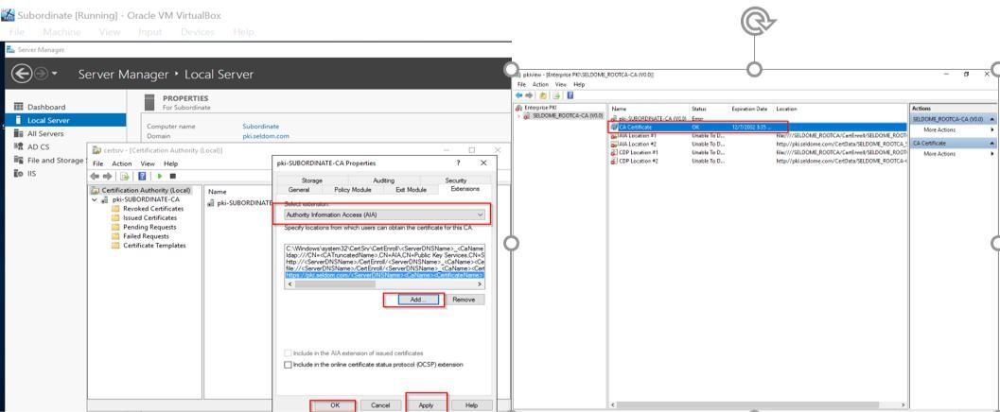 Subordinate [Running] - Oracle VM VirtualBox
File Machine View Input Devices Help
Server Manager
Server Manager • Local Server
Dashboard
Local Server
All Servers
AD CS
File and Storage
IIS
PROPERTIES
For Subordinate
Computer name Subordinate
Domain pki.seldom.com
certsrv - [Certification Authority (Local)]
File Action View Help
Certification Authority (Local)
pki-SUBORDINATE-CA
Revoked Certificates
Issued Certificates
Pending Requests
Failed Requests
Certificate Templates
Name
pki-SUBORDINATE
pki-SUBORDINATE-CA Properties ? X
Storage Auditing Security
General Policy Module Exit Module Extensions
Select extension:
Authority Information Access (AIA)
Specify locations from which users can obtain the certificate for this CA.
C:\Windows\system32\CertSrv\CertEnroll\<ServerDNSName>_<CaName
ldap:///CN=<CATruncatedName>,CN=AIA,CN=Public Key Services,CN=S
http://<ServerDNSName>/CertEnroll/<ServerDNSName>_<CaName><Ce
file://<ServerDNSName>/CertEnroll/<ServerDNSName>_<CaName><Cert
https://pki.seldom.com/<ServerDNSName><CaName><CertificateName>
Add... Remove
Include in the AIA extension of issued certificates
Include in the online certificate status protocol (OCSP) extension
OK Cancel Apply Help
pkiview - [Enterprise PKI\SELDOME_ROOTCA-CA (V0.0)]
File Action View Help
Enterprise PKI
SELDOME_ROOTCA-CA (V0.0)
Name Status Expiration Date Location
pki-SUBORDINATE-CA (V0.0) Error
CA Certificate OK 12/7/2032 3:35 ...
AIA Location #1 Unable To D... file:////SELDOME_ROOTCA/CertEnroll/SELDOME_ROOT
AIA Location #2 Unable To D... http://pki.seldome.com/CertData/SELDOME_ROOTCA_S
CDP Location #1 Unable To D... file:////SELDOME_ROOTCA/CertEnroll/SELDOME_ROOT
CDP Location #2 Unable To D... http://pki.seldome.com/CertData/SELDOME_ROOTCA-
Actions
SELDOME_ROOTCA-CA (V0.0)
More Actions
CA Certificate
More Actions